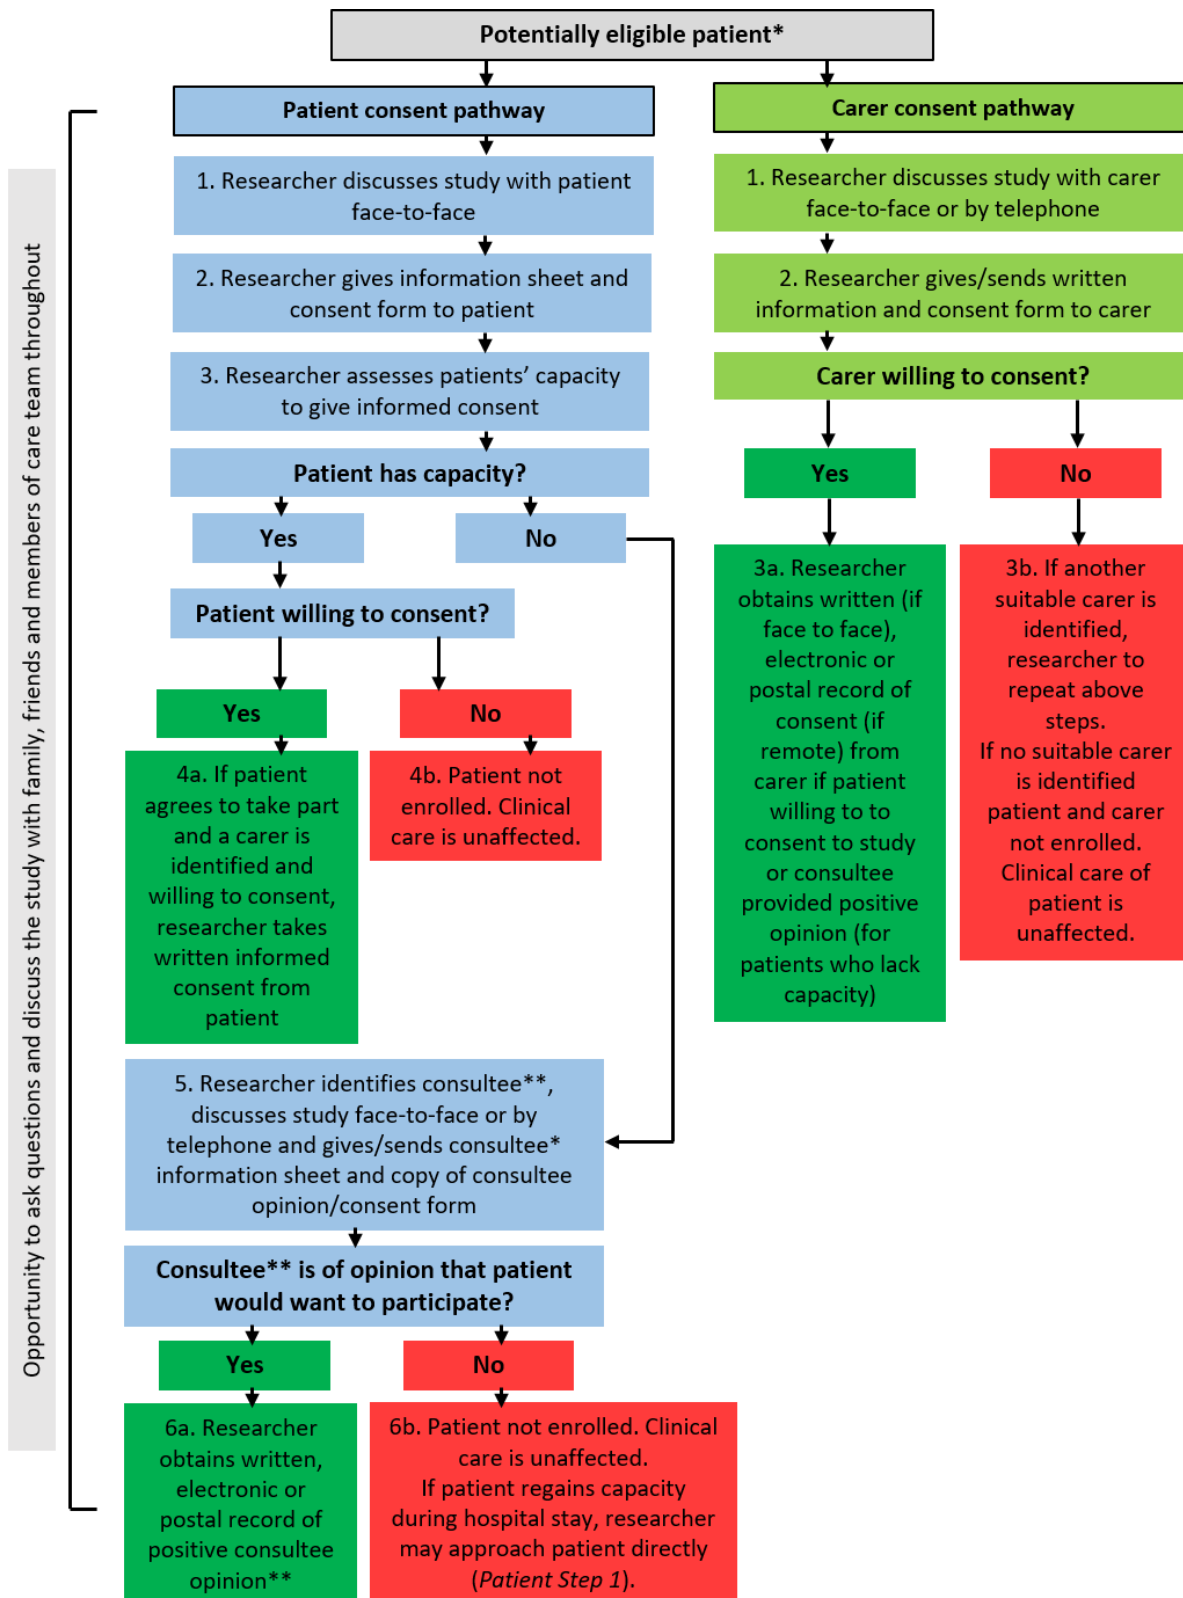 Potentially eligible patient*
Opportunity to ask questions and discuss the study with family, friends and members of care team throughout
Patient consent pathway
1. Researcher discusses study with patient
face-to-face
2. Researcher gives information sheet and
consent form to patient
3. Researcher assesses patients’ capacity
to give informed consent
Patient has capacity?
Yes
No
Patient willing to consent?
Yes
No
4a. If patient
agrees to take part
and a carer is
identified and
willing to consent,
researcher takes
written informed
consent from
patient
4b. Patient not
enrolled. Clinical
care is unaffected.
5. Researcher identifies consultee**,
discusses study face-to-face or by
telephone and gives/sends consultee*
information sheet and copy of consultee
opinion/consent form
Consultee** is of opinion that patient
would want to participate?
Yes
No
6a. Researcher
obtains written,
electronic or
postal record of
positive consultee
opinion**
6b. Patient not enrolled. Clinical
care is unaffected.
If patient regains capacity
during hospital stay, researcher
may approach patient directly
(Patient Step 1).
Carer consent pathway
1. Researcher discusses study with carer
face-to-face or by telephone
2. Researcher gives/sends written
information and consent form to carer
Carer willing to consent?
Yes
No
3a. Researcher
obtains written (if
face to face),
electronic or
postal record of
consent (if
remote) from
carer if patient
willing to to
consent to study
or consultee
provided positive
opinion (for
patients who lack
capacity)
3b. If another
suitable carer is
identified,
researcher to
repeat above
steps.
If no suitable carer
is identified
patient and carer
not enrolled.
Clinical care of
patient is
unaffected.